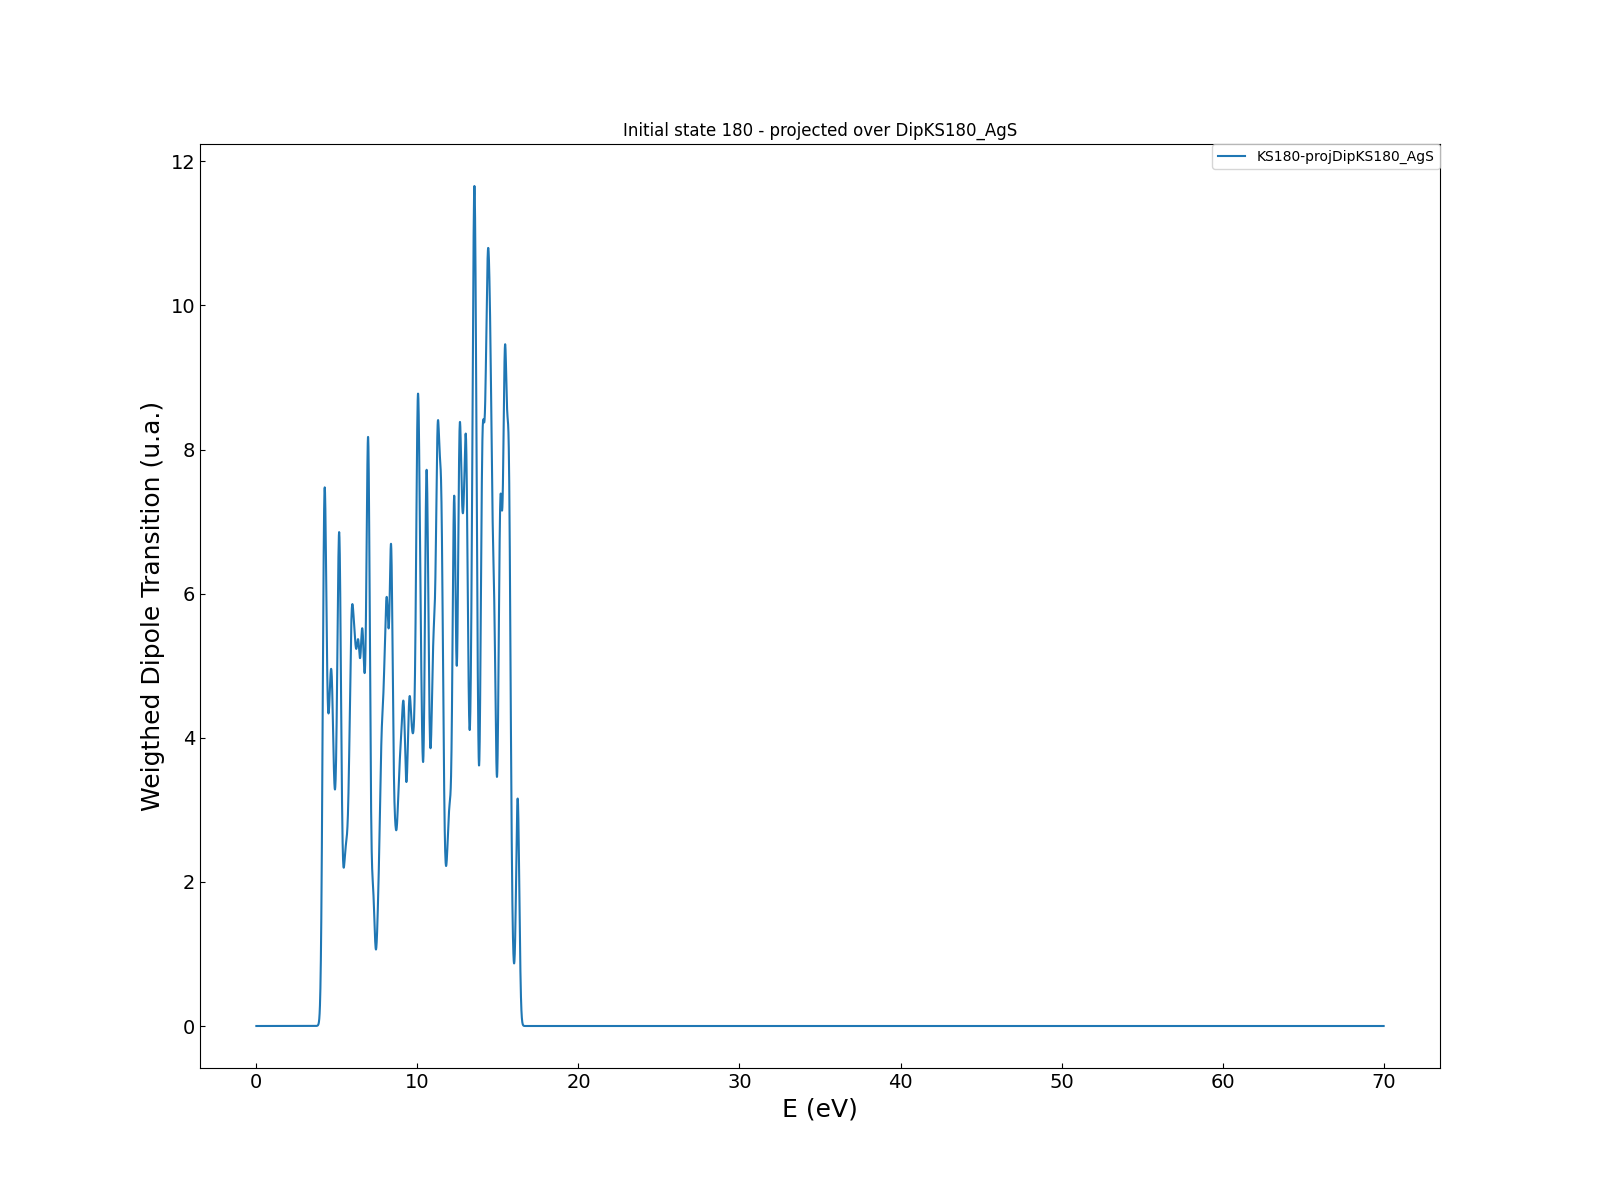 Initial state 180 - projected over DipKS180_AgS
KS180-projDipKS180_AgS
Weigthed Dipole Transition (u.a.)
12
10
8
6
4
2
0
0 10 20 30 40 50 60 70
E (eV)